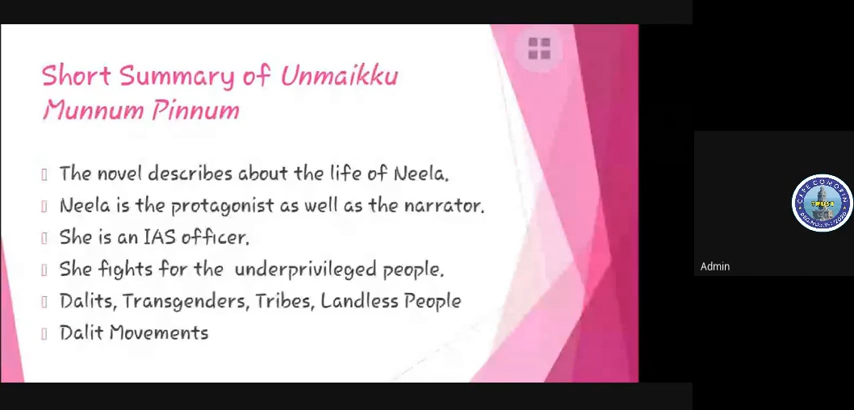 Short Summary of Unmaikku
Munnum Pinnum
The novel describes about the life of Neela.
Neela is the protagonist as well as the narrator.
She is an IAS officer.
She fights for the underprivileged people.
Dalits, Transgenders, Tribes, Landless People
Dalit Movements
CAPE COMORIN
Admin